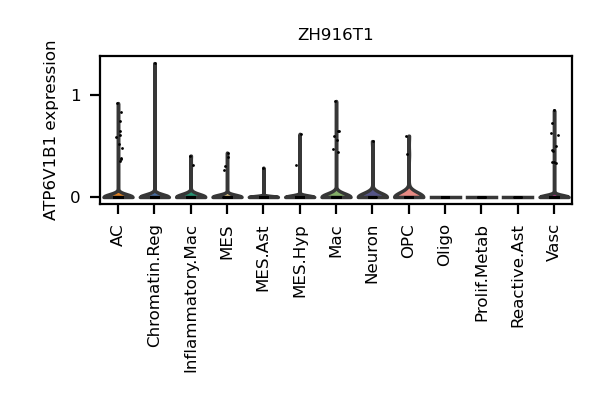 ZH916T1
ATP6V1B1 expression
1
0
AC
Chromatin.Reg
Inflammatory.Mac
MES
MES.Ast
MES.Hyp
Mac
Neuron
OPC
Oligo
Prolif.Metab
Reactive.Ast
Vasc